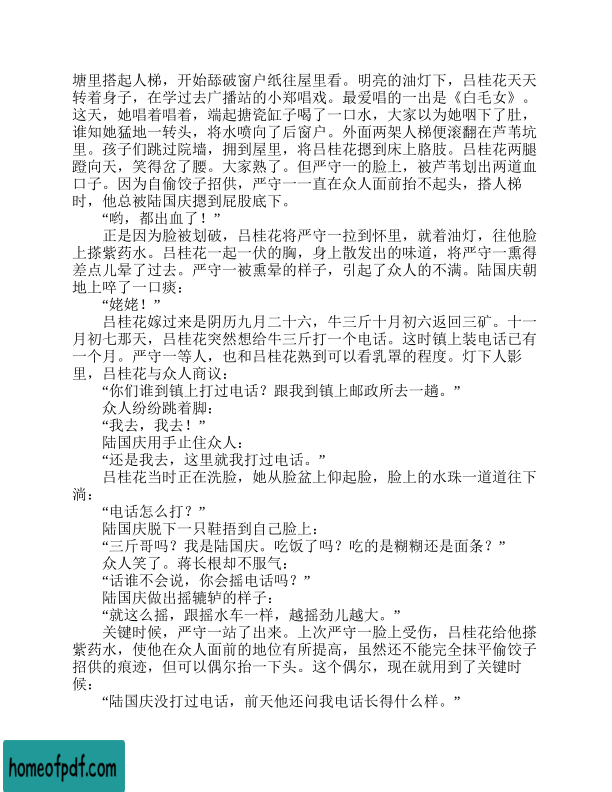 塘里搭起人梯，开始舔破窗户纸往屋里看。明亮的油灯下，吕桂花天天
转着身子，在学过去广播站的小郑唱戏。最爱唱的一出是《白毛女》。
这天，她唱着唱着，端起搪瓷缸子喝了一口水，大家以为她咽下了肚，
谁知她猛地一转头，将水喷向了后窗户。外面两架人梯便滚翻在芦苇坑
里。孩子们跳过院墙，拥到屋里，将吕桂花摁到床上胳肢。吕桂花两腿
蹬向天，笑得岔了腰。大家熟了。但严守一的脸上，被芦苇划出两道血
口子。因为自偷饺子招供，严守一一直在众人面前抬不起头，搭人梯
时，他总被陆国庆摁到屁股底下。
“哟，都出血了！”
正是因为脸被划破，吕桂花将严守一拉到怀里，就着油灯，往他脸
上搽紫药水。吕桂花一起一伏的胸，身上散发出的味道，将严守一熏得
差点儿晕了过去。严守一被熏晕的样子，引起了众人的不满。陆国庆朝
地上啐了一口痰：
“姥姥！”
吕桂花嫁过来是阴历九月二十六，牛三斤十月初六返回三矿。十一
月初七那天，吕桂花突然想给牛三斤打一个电话。这时镇上装电话已有
一个月。严守一等人，也和吕桂花熟到可以看乳罩的程度。灯下人影
里，吕桂花与众人商议：
“你们谁到镇上打过电话？跟我到镇上邮政所去一趟。”
众人纷纷跳着脚：
“我去，我去！”
陆国庆用手止住众人：
“还是我去，这里就我打过电话。”
吕桂花当时正在洗脸，她从脸盆上仰起脸，脸上的水珠一道道往下
淌：
“电话怎么打？”
陆国庆脱下一只鞋捂到自己脸上：
“三斤哥吗？我是陆国庆。吃饭了吗？吃的是糊糊还是面条？”
众人笑了。蒋长根却不服气：
“话谁不会说，你会摇电话吗？”
陆国庆做出摇辘轳的样子：
“就这么摇，跟摇水车一样，越摇劲儿越大。”
关键时候，严守一站了出来。上次严守一脸上受伤，吕桂花给他搽
紫药水，使他在众人面前的地位有所提高，虽然还不能完全抹平偷饺子
招供的痕迹，但可以偶尔抬一下头。这个偶尔，现在就用到了关键时
候：
“陆国庆没打过电话，前天他还问我电话长得什么样。”
homeofpdf.com